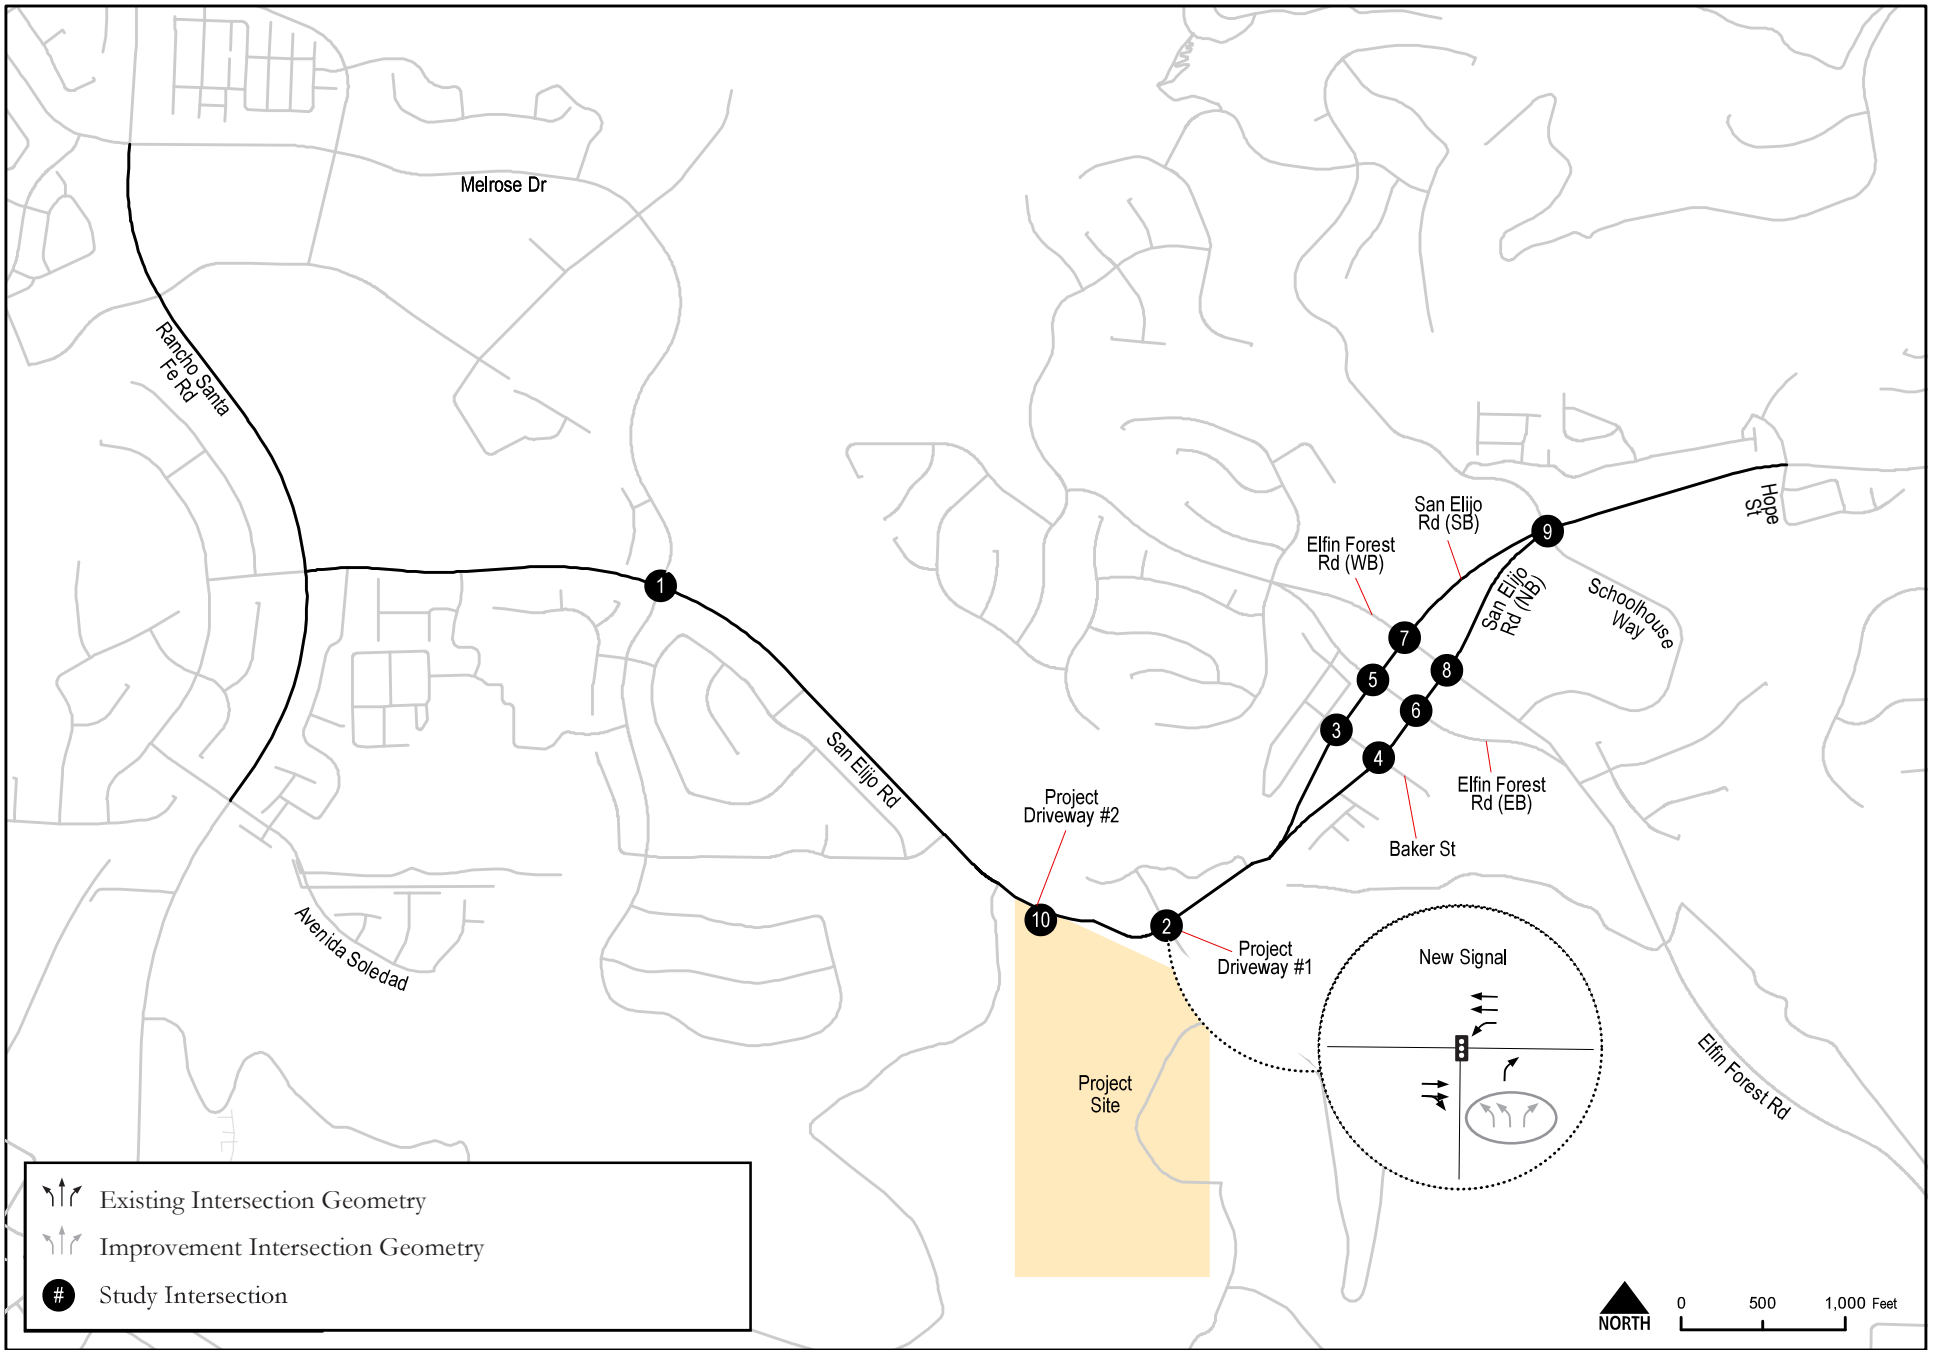 Melrose Dr
Rancho Santa
Fe Rd
San Elijo
Rd (SB)
Hope
St
Elfin Forest
Rd (WB)
9
1
San Elijo
Rd (NB)
Schoolhouse
Way
7
8
5
6
3
4
San Elijo Rd
Elfin Forest
Rd (EB)
Project
Driveway #2
Baker St
10
2
Avenida Soledad
Project
Driveway #1
New Signal
Project
Site
Elfin Forest Rd
Existing Intersection Geometry
Improvement Intersection Geometry
# Study Intersection
NORTH
0 500 1,000 Feet